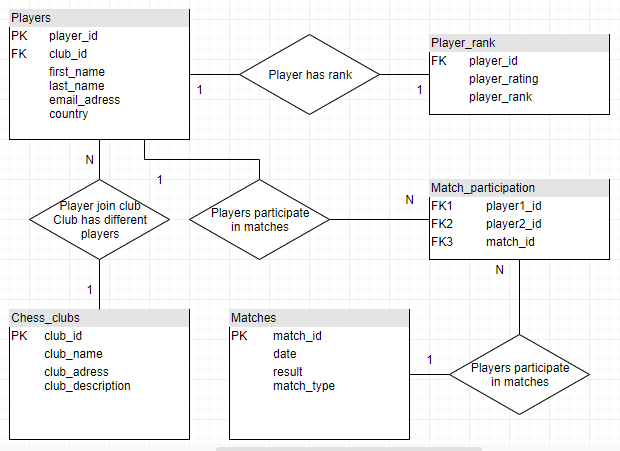 Players
PK player_id
FK club_id
first_name
last_name
email_adress
country
Player has rank
1
1
Player_rank
FK player_id
player_rating
player_rank
N
1
Player join club
Club has different
players
1
Players participate
in matches
N
Match_participation
FK1 player1_id
FK2 player2_id
FK3 match_id
N
Chess_clubs
PK club_id
club_name
club_adress
club_description
Matches
PK match_id
date
result
match_type
1
Players participate
in matches